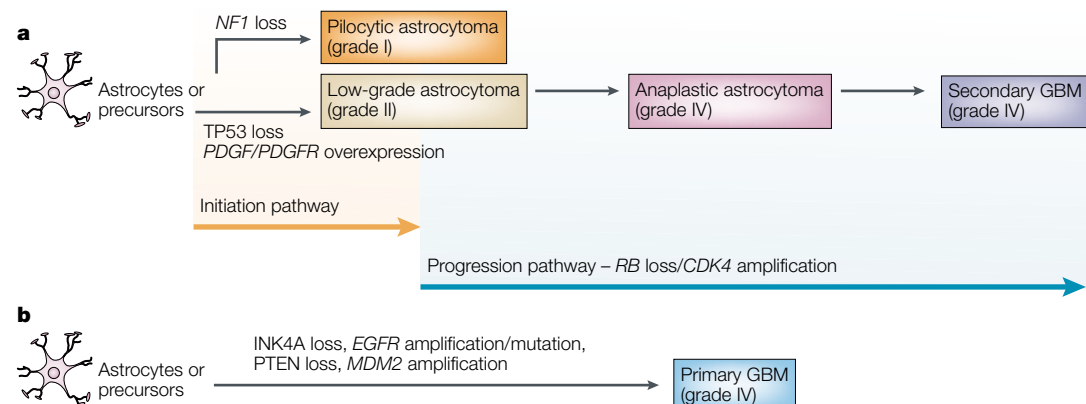 a
NF1 loss
Pilocytic astrocytoma
(grade I)
Astrocytes or
precursors
Low-grade astrocytoma
(grade II)
Anaplastic astrocytoma
(grade IV)
Secondary GBM
(grade IV)
TP53 loss
PDGF/PDGFR overexpression
Initiation pathway
Progression pathway – RB loss/CDK4 amplification
b
Astrocytes or
precursors
INK4A loss, EGFR amplification/mutation,
PTEN loss, MDM2 amplification
Primary GBM
(grade IV)